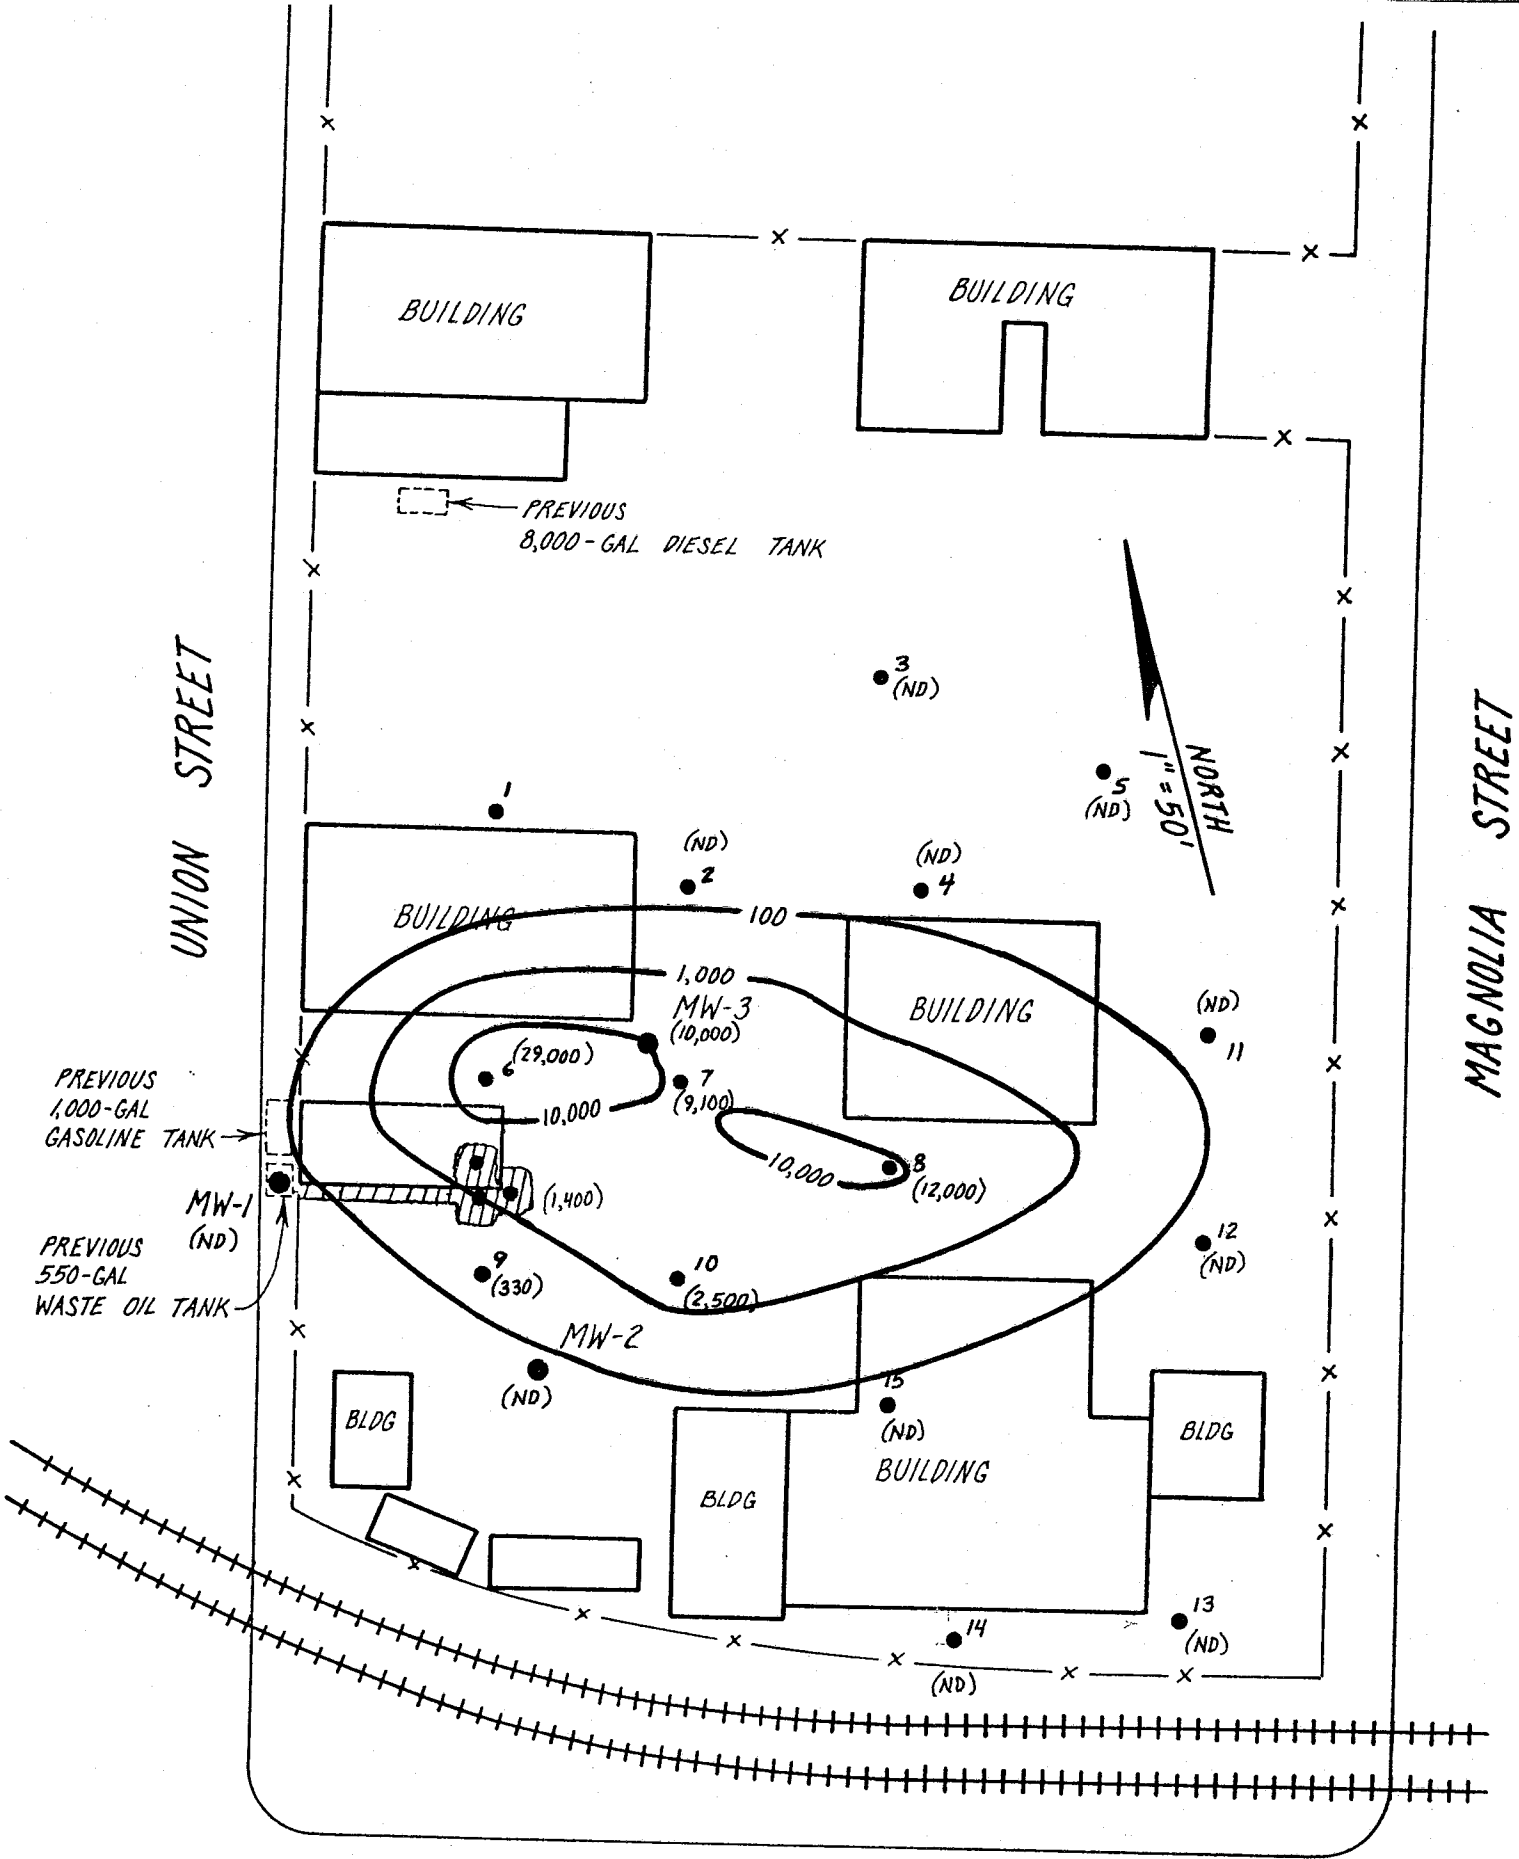 BUILDING
BUILDING
PREVIOUS
8,000-GAL DIESEL TANK
UNION STREET
MAGNOLIA STREET
NORTH
1" = 50'
3
(ND)
5
(ND)
1
(ND)
2
(ND)
4
BUILDING
100
1,000
MW-3
(10,000)
BUILDING
(ND)
11
(29,000)
6
7
(9,100)
10,000
PREVIOUS
1,000-GAL
GASOLINE TANK
10,000
8
(12,000)
MW-1
(ND)
(1,400)
PREVIOUS
550-GAL
WASTE OIL TANK
9
(330)
10
(2,500)
12
(ND)
MW-2
(ND)
15
(ND)
BLDG
BUILDING
BLDG
BLDG
13
(ND)
14
(ND)